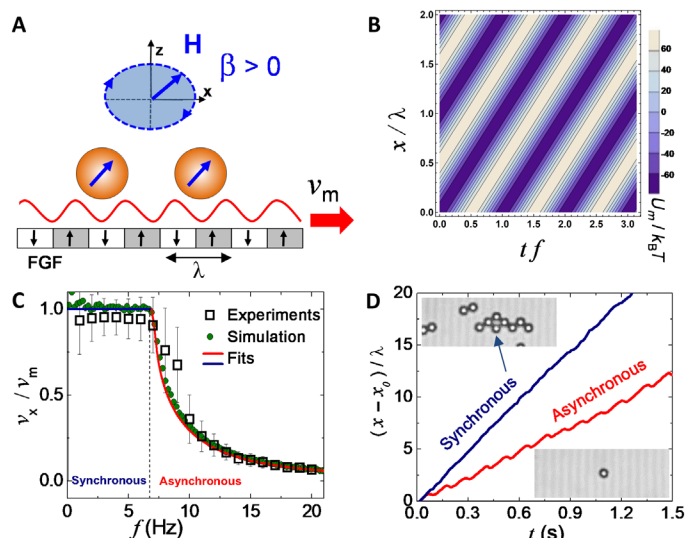 A
H
z
β > 0
x
v_m
FGF
λ
B
2.0
1.5
1.0
0.5
0.0
x / λ
0.0 0.5 1.0 1.5 2.0 2.5 3.0
t f
60
40
20
0
-20
-40
-60
U_m / k_B T
C
1.0
0.5
0.0
v_x / v_m
Experiments
Simulation
Fits
Synchronous Asynchronous
0 5 10 15 20
f (Hz)
D
20
15
10
5
0
(x − x_0) / λ
Synchronous
Asynchronous
0.0 0.3 0.6 0.9 1.2 1.5
t (s)